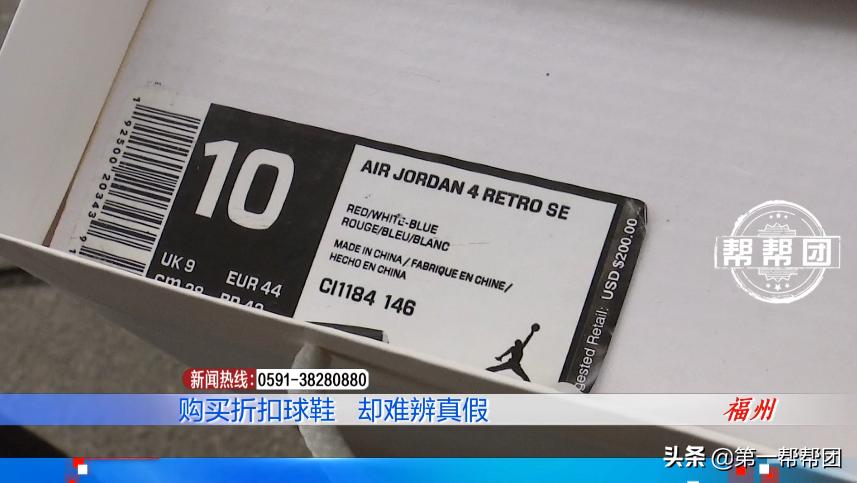 10
AIR JORDAN 4 RETRO SE
RED/WHITE-BLUE
ROUGE/BLEU/BLANC
MADE IN CHINA / FABRIQUE EN CHINE/
HECHO EN CHINA
CI1184 146
UK 9 EUR 44
cm 28
USD $200.00
帮帮团
新闻热线:0591-38280880
购买折扣球鞋 却难辨真假
福州
头条 @第一帮帮团